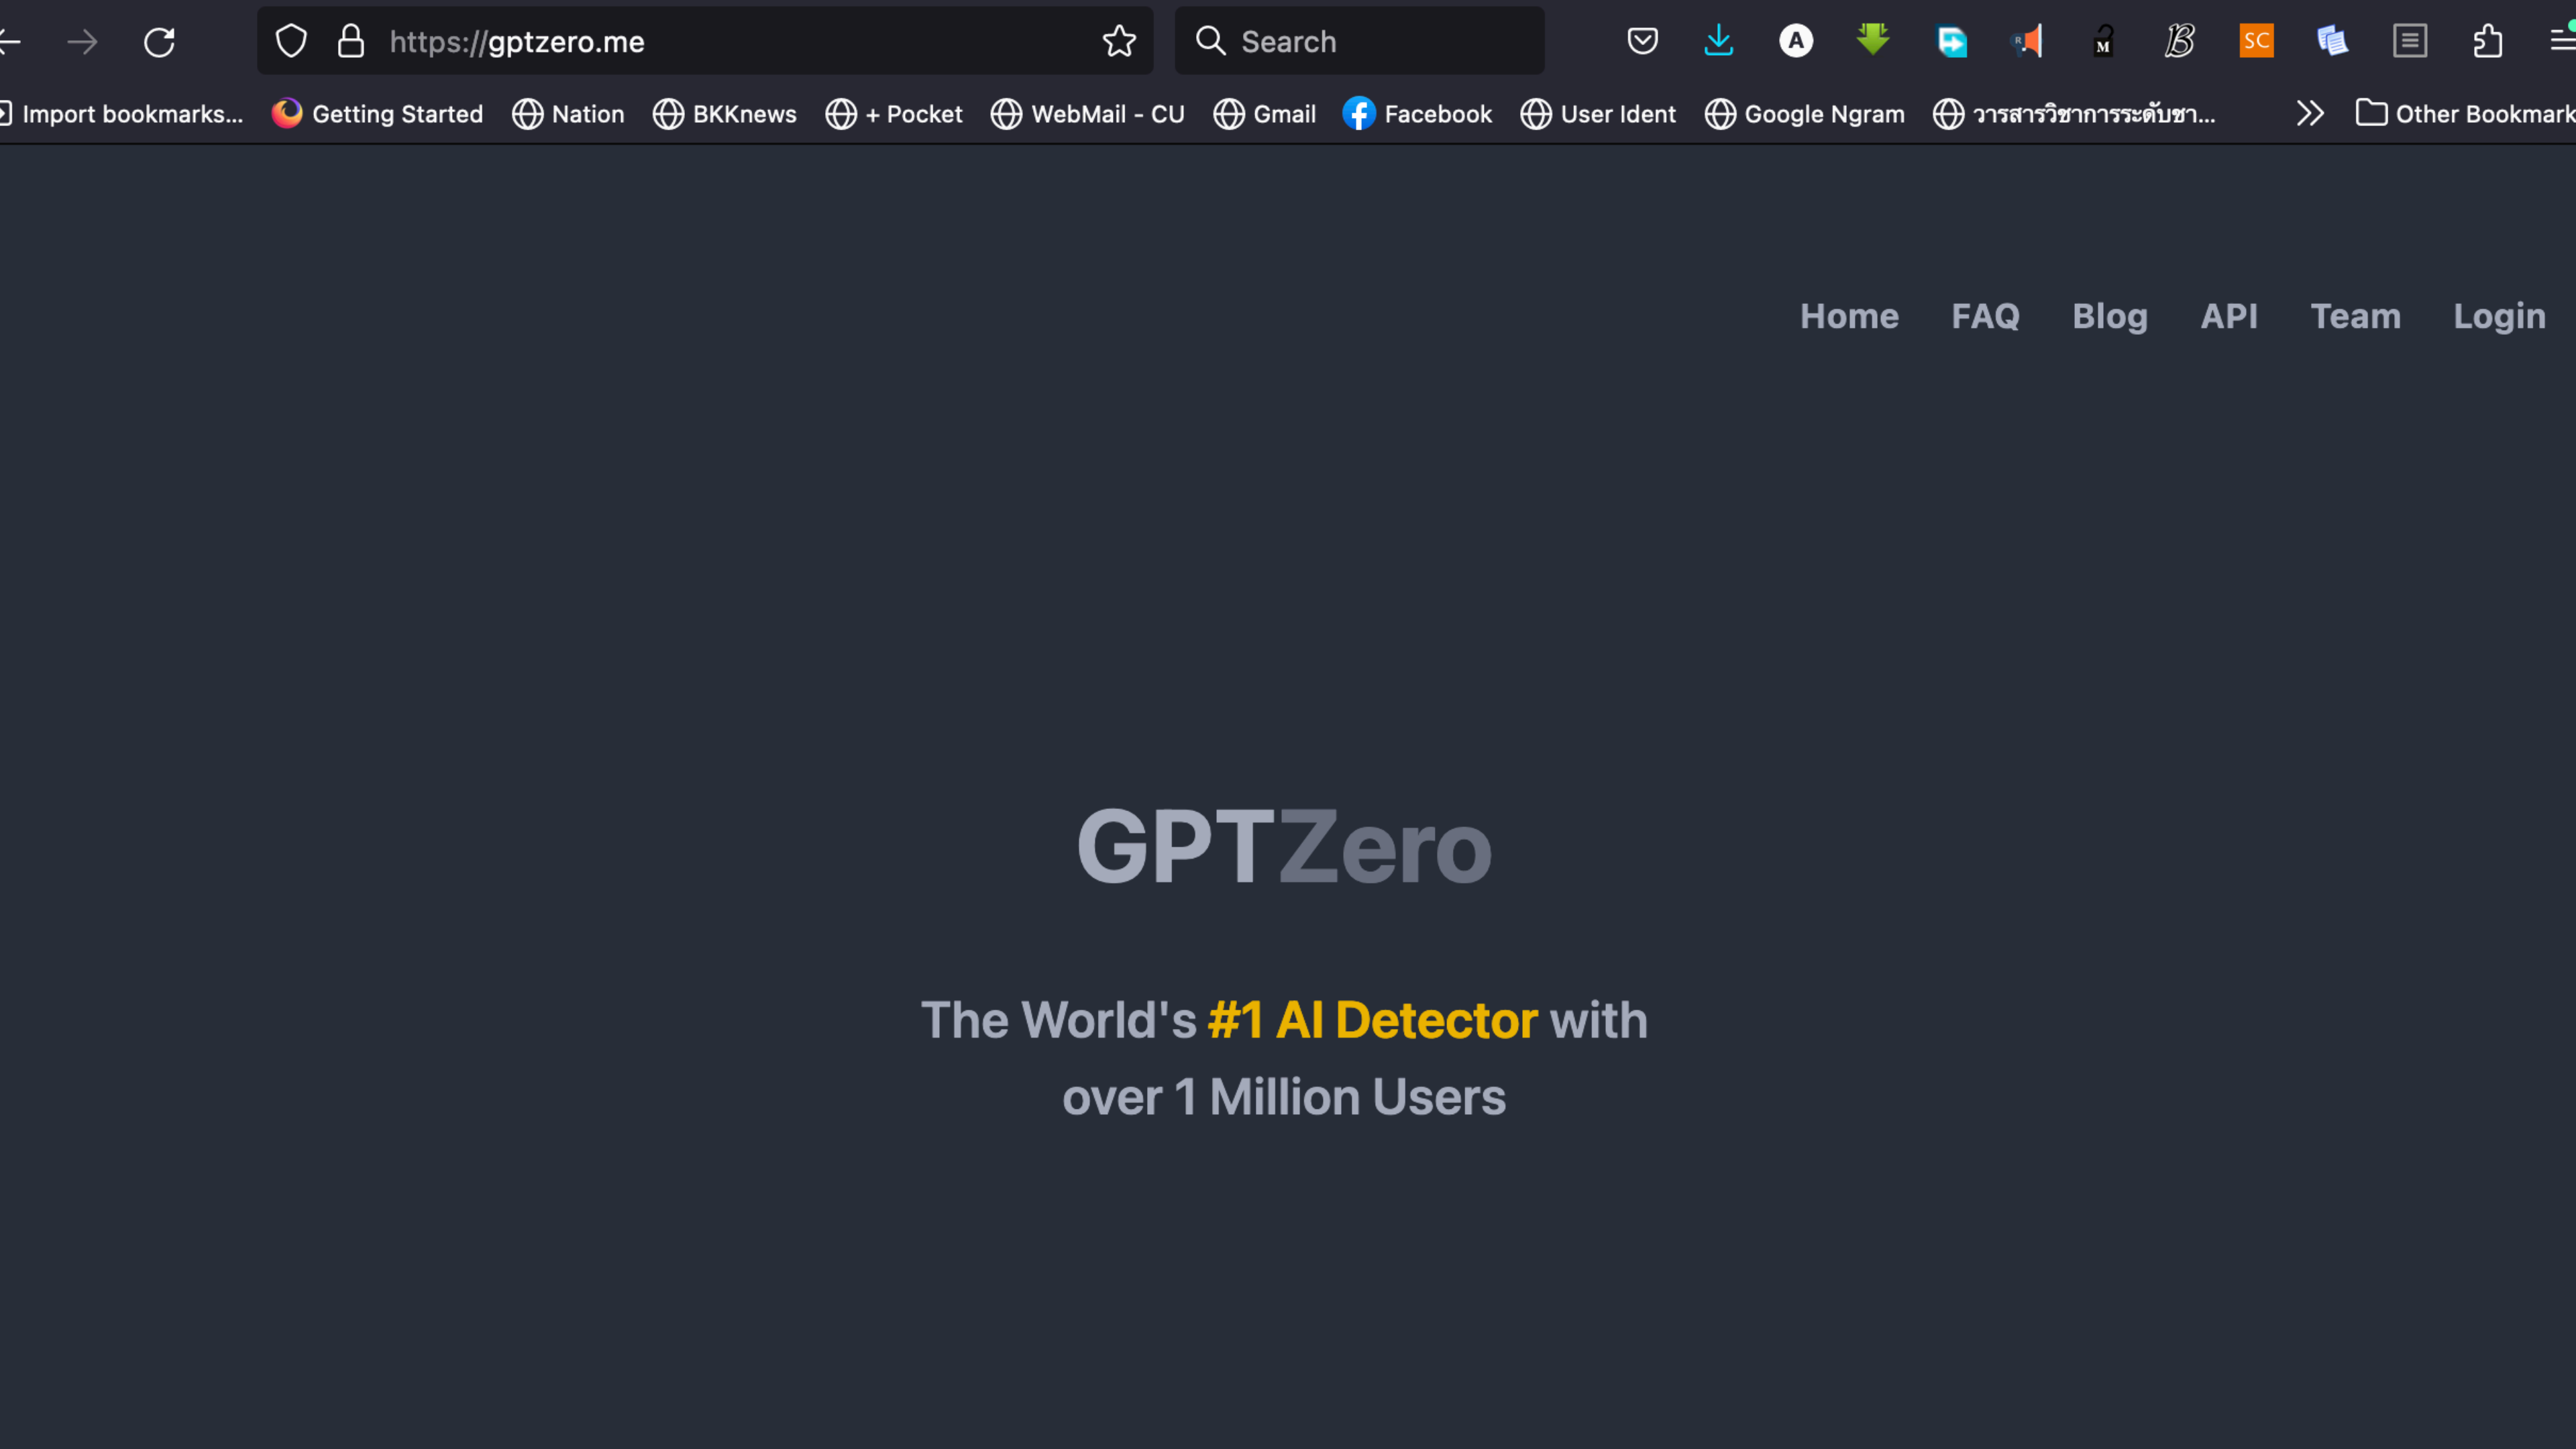 https://gptzero.me Search A R M B SC
Import bookmarks... Getting Started Nation BKKnews + Pocket WebMail - CU Gmail Facebook User Ident Google Ngram วารสารวิชาการระดับชา... Other Bookmark
Home FAQ Blog API Team Login
GPTZero
The World's #1 AI Detector with
over 1 Million Users